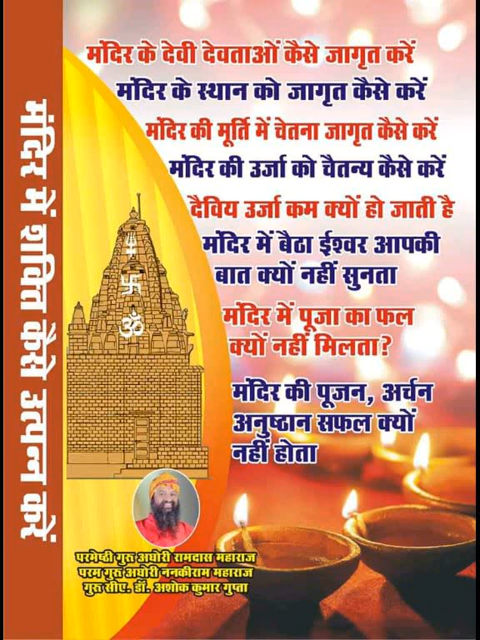 मंदिर में शक्ति कैसे उत्पन्न करें
मंदिर के देवी देवताओं कैसे जागृत करें
मंदिर के स्थान को जागृत कैसे करें
मंदिर की मूर्ति में चेतना जागृत कैसे करें
मंदिर की उर्जा को चैतन्य कैसे करें
दैविय उर्जा कम क्यों हो जाती है
मंदिर में बैठा ईश्वर आपकी
बात क्यों नहीं सुनता
मंदिर में पूजा का फल
क्यों नहीं मिलता?
मंदिर की पूजन, अर्चन
अनुष्ठान सफल क्यों
नहीं होता
ॐ
परमेष्ठी गुरू अघोरी रामदास महाराज
परम गुरू अघोरी ननकीराम महाराज
गुरू सीए. डॉ. अशोक कुमार गुप्ता